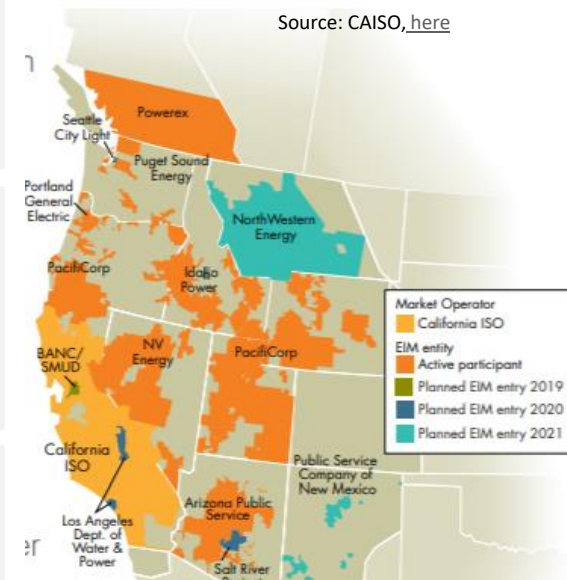 Source: CAISO, here
Powerex
Seattle
City Light
Puget Sound
Energy
Portland
General
Electric
NorthWestern
Energy
PacifiCorp
Idaho
Power
NV
Energy
PacifiCorp
BANC/
SMUD
California
ISO
Los Angeles
Dept. of
Water &
Power
Arizona Public
Service
Salt River
Public Service
Company of
New Mexico
Market Operator
California ISO
EIM entity
Active participant
Planned EIM entry 2019
Planned EIM entry 2020
Planned EIM entry 2021